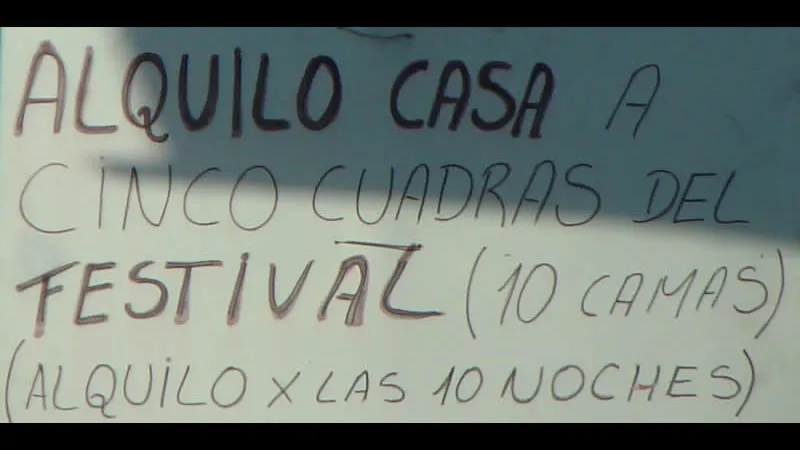 ALQUILO CASA A
CINCO CUADRAS DEL
FESTIVAL (10 CAMAS)
(ALQUILO X LAS 10 NOCHES)